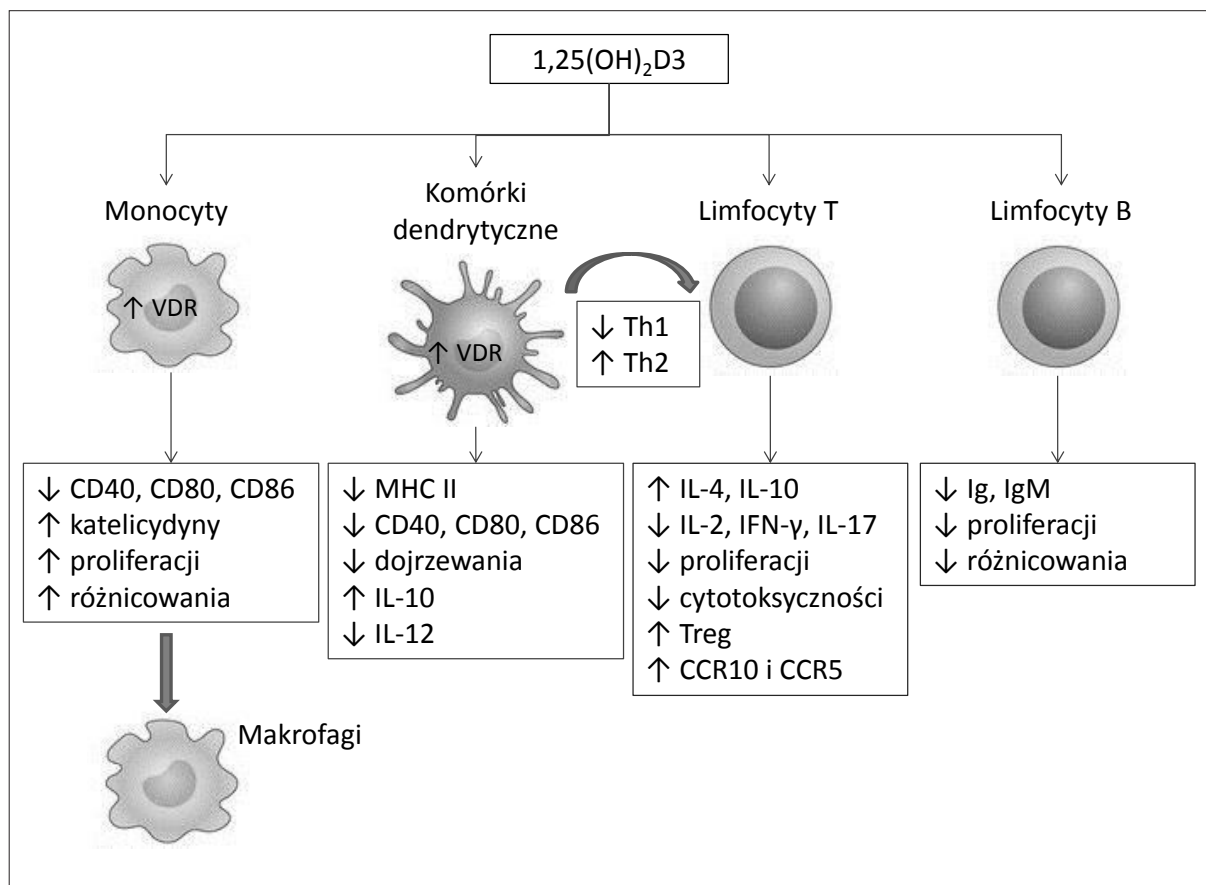 1,25(OH)₂D3
Monocyty
Komórki
dendrytyczne
Limfocyty T
Limfocyty B
↑ VDR
↑ VDR
↓ Th1
↑ Th2
↓ CD40, CD80, CD86
↑ katelicydyny
↑ proliferacji
↑ różnicowania
↓ MHC II
↓ CD40, CD80, CD86
↓ dojrzewania
↑ IL-10
↓ IL-12
↑ IL-4, IL-10
↓ IL-2, IFN-γ, IL-17
↓ proliferacji
↓ cytotoksyczności
↑ Treg
↑ CCR10 i CCR5
↓ Ig, IgM
↓ proliferacji
↓ różnicowania
Makrofagi